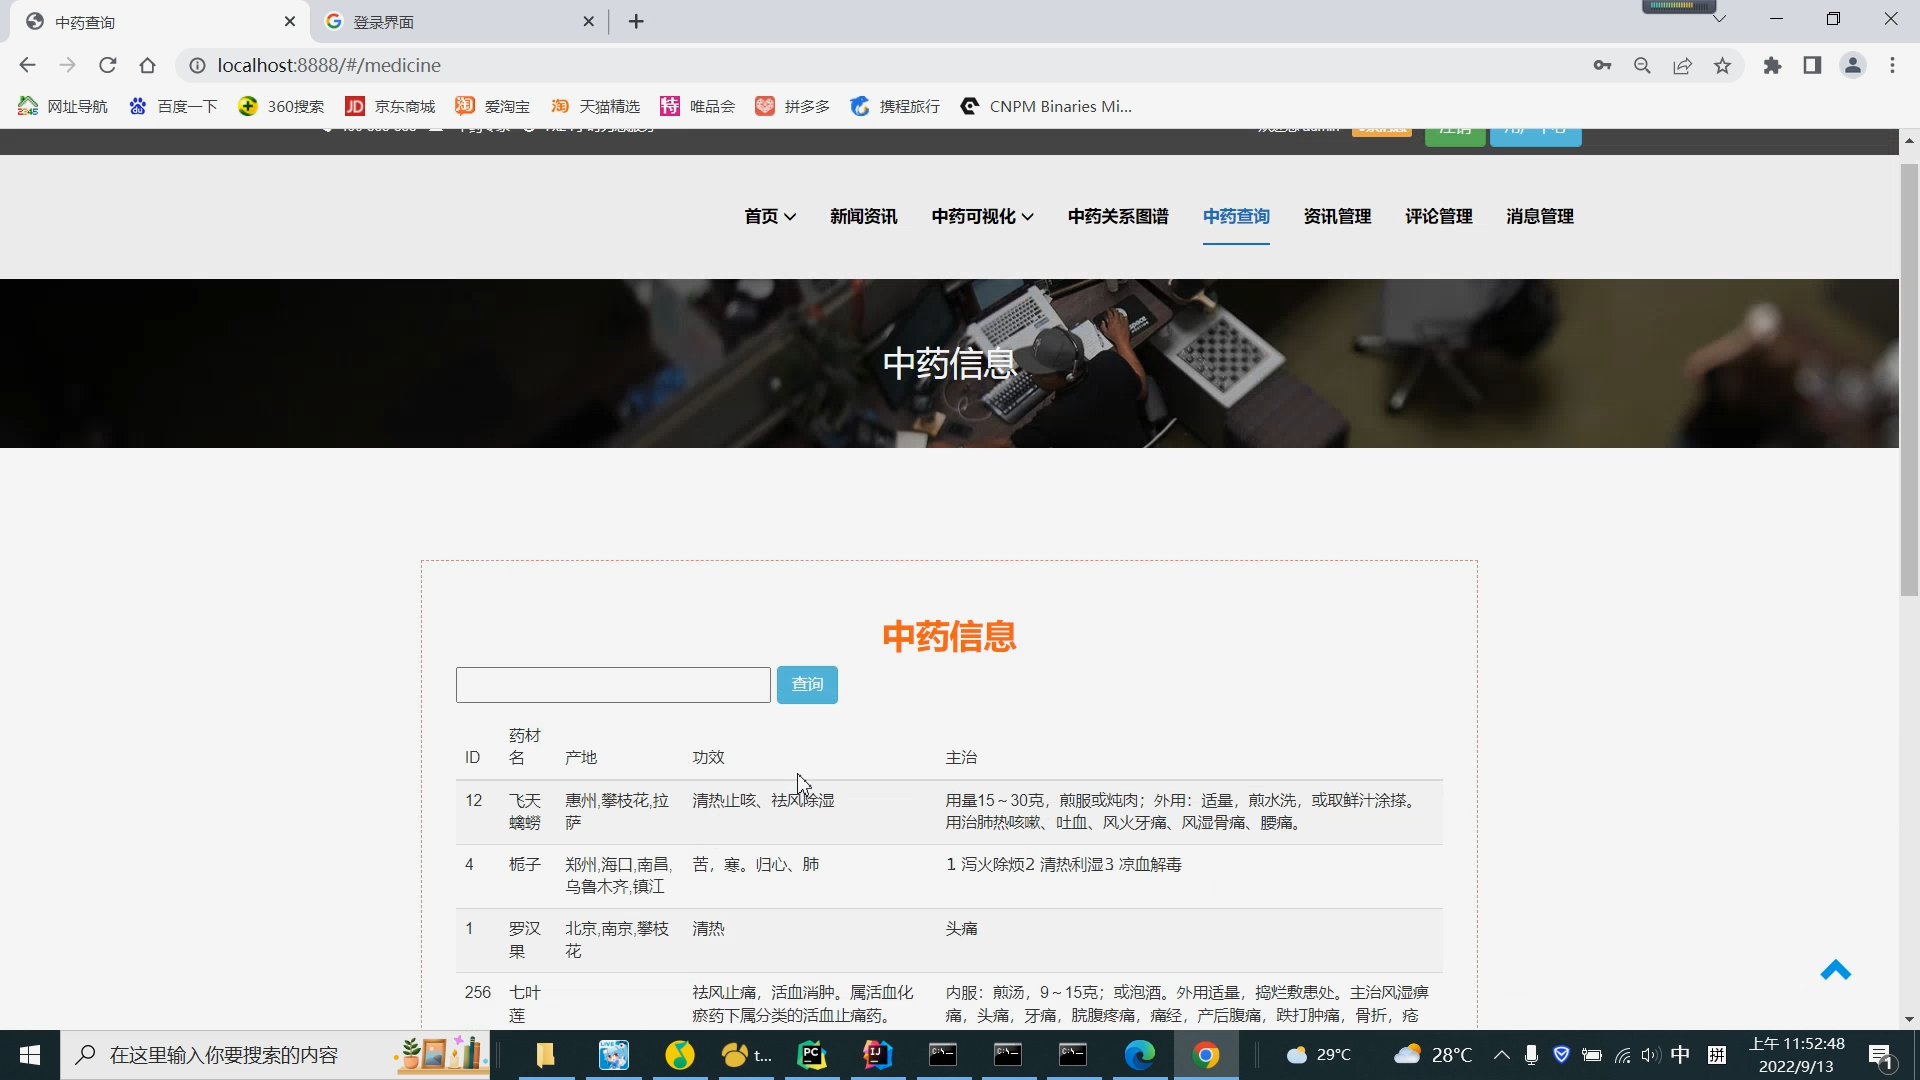 中药查询
登录界面
localhost:8888/#/medicine
网址导航
百度一下
360搜索
JD
京东商城
淘
爱淘宝
淘
天猫精选
特
唯品会
拼多多
携程旅行
CNPM Binaries Mi...
首页
新闻资讯
中药可视化
中药关系图谱
中药查询
资讯管理
评论管理
消息管理
中药信息
中药信息
查询
ID
药材
名
产地
功效
主治
12
飞天
蠄蟧
惠州,攀枝花,拉
萨
清热止咳、祛风除湿
用量15～30克，煎服或炖肉；外用：适量，煎水洗，或取鲜汁涂搽。
用治肺热咳嗽、吐血、风火牙痛、风湿骨痛、腰痛。
4
栀子
郑州,海口,南昌,
乌鲁木齐,镇江
苦，寒。归心、肺
1 泻火除烦2 清热利湿3 凉血解毒
1
罗汉
果
北京,南京,攀枝
花
清热
头痛
256
七叶
莲
祛风止痛，活血消肿。属活血化
瘀药下属分类的活血止痛药。
内服：煎汤，9～15克；或泡酒。外用适量，捣烂敷患处。主治风湿痹
痛，头痛，牙痛，脘腹疼痛，痛经，产后腹痛，跌打肿痛，骨折，疮
在这里输入你要搜索的内容
t...
29°C
28°C
中
拼
上午 11:52:48
2022/9/13
1